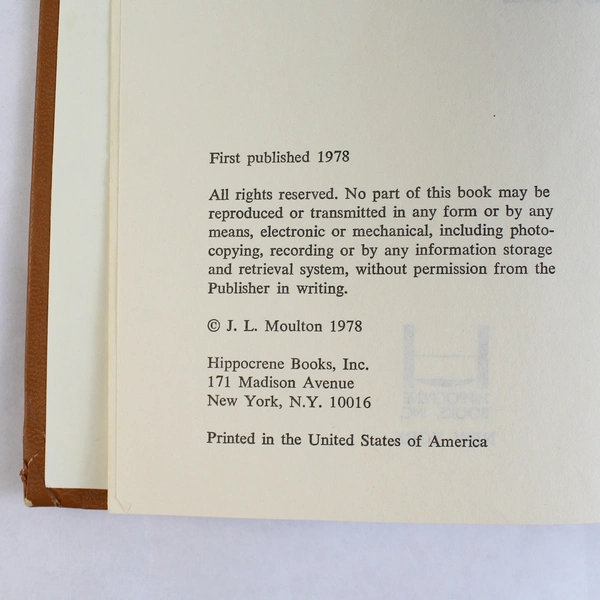 First published 1978
All rights reserved. No part of this book may be
reproduced or transmitted in any form or by any
means, electronic or mechanical, including photo-
copying, recording or by any information storage
and retrieval system, without permission from the
Publisher in writing.
© J. L. Moulton 1978
Hippocrene Books, Inc.
171 Madison Avenue
New York, N.Y. 10016
Printed in the United States of America